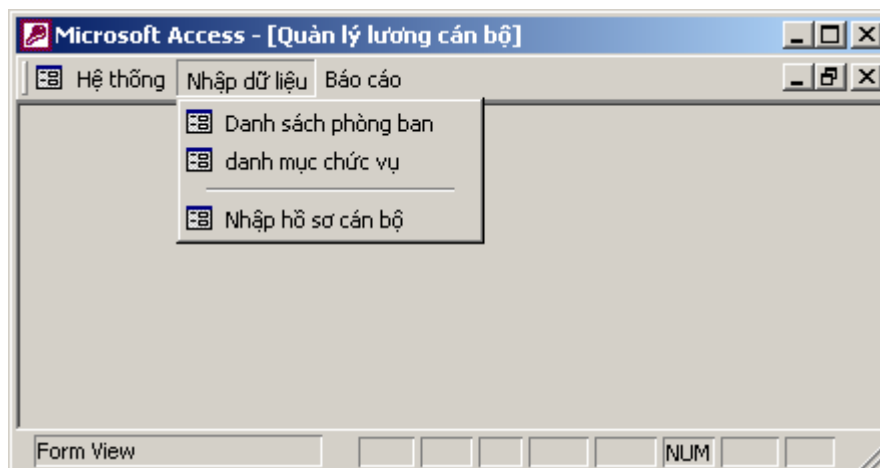 Microsoft Access - [Quàn lý lương cán bộ]
Hệ thống Nhập dữ liệu Báo cáo
Danh sách phòng ban
danh mục chức vụ
Nhập hồ sơ cán bộ
Form View NUM